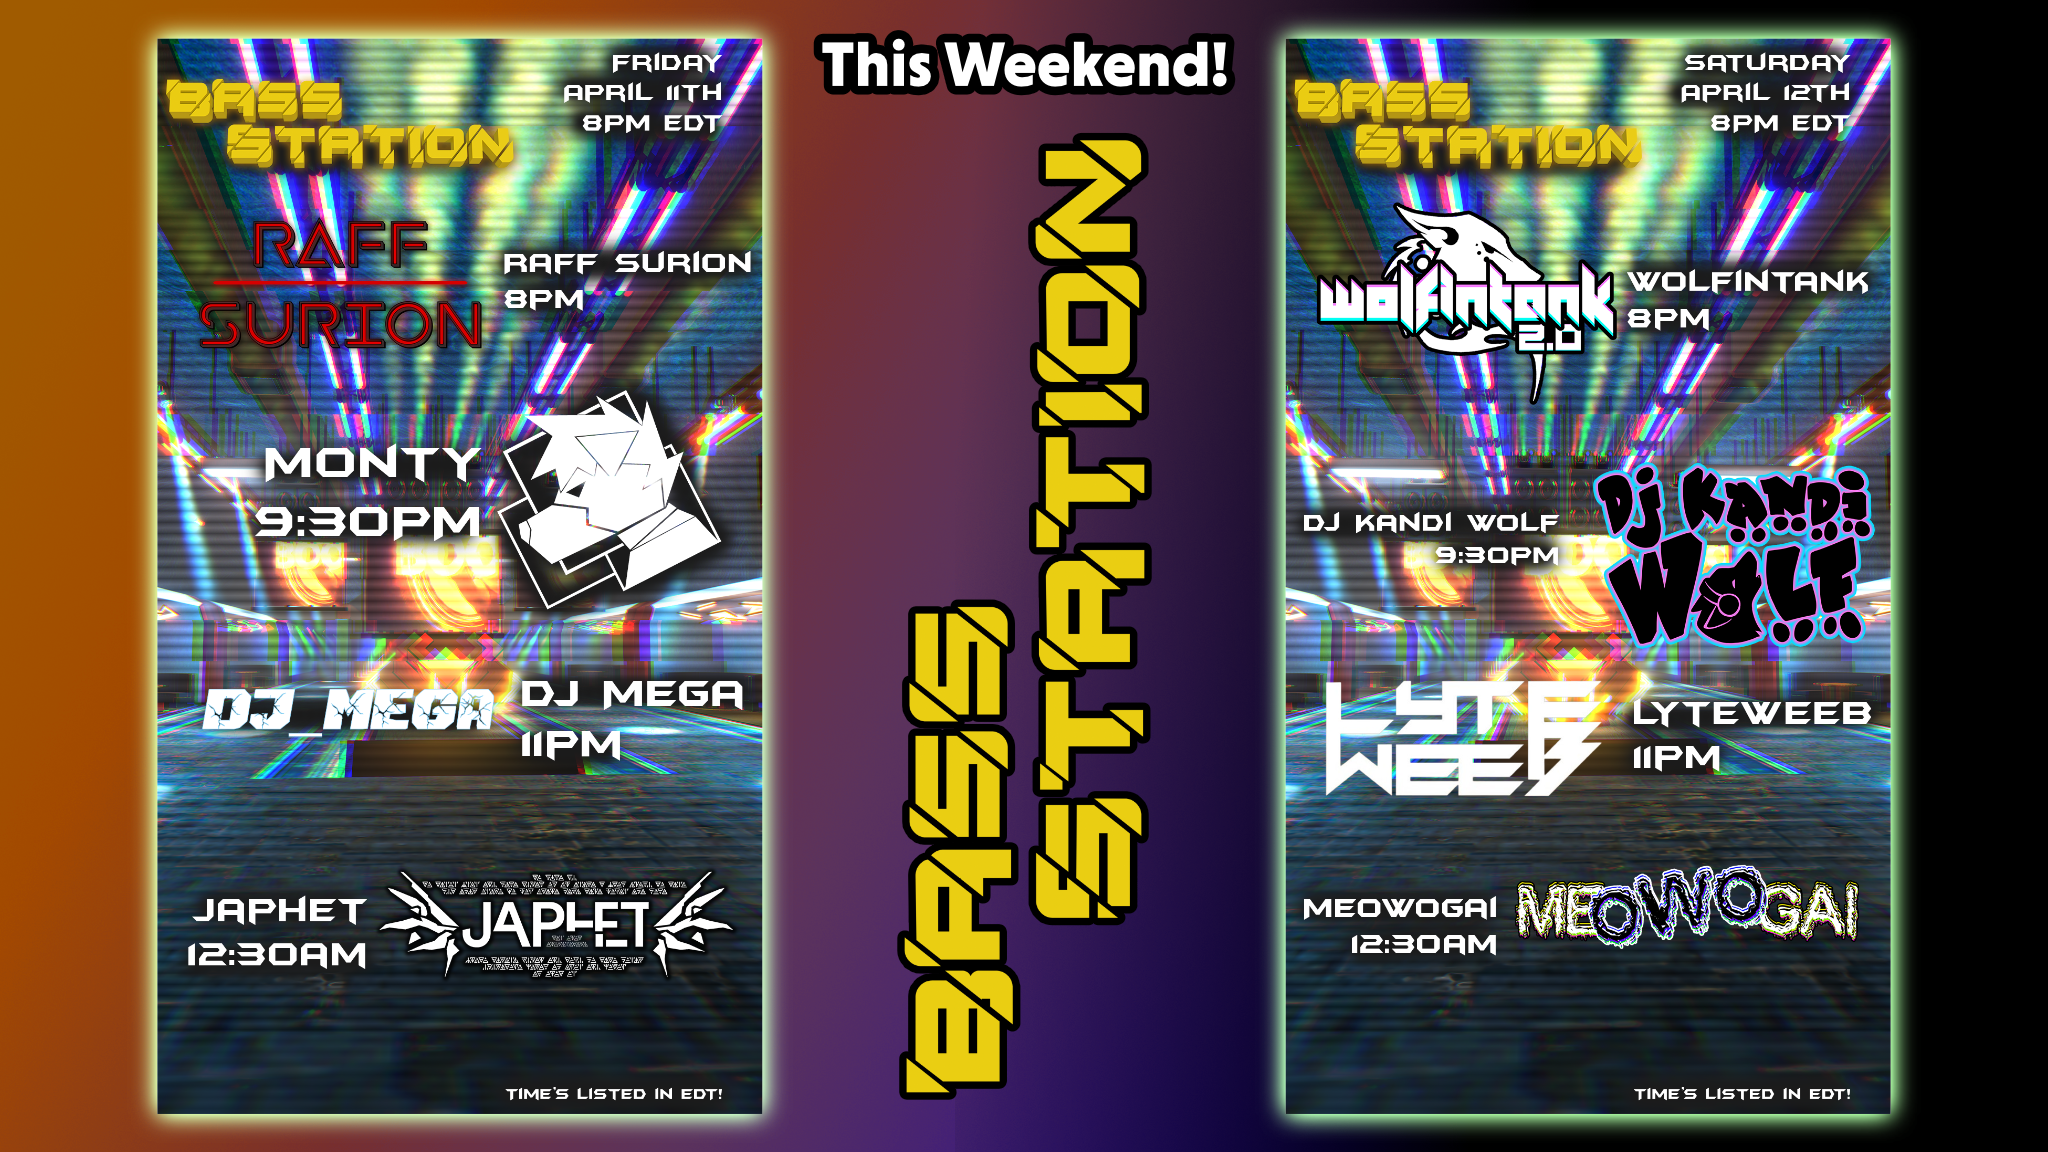 This Weekend!
BASS
STATION
FRIDAY
APRIL 11TH
8PM EDT
BASS
STATION
RAFF
SURION
RAFF SURION
8PM
MONTY
9:30PM
DJ_MEGA
DJ MEGA
11PM
JAPHET
12:30AM
JAPHET
TIME'S LISTED IN EDT!
SATURDAY
APRIL 12TH
8PM EDT
BASS
STATION
wolfintank
2.0
WOLFINTANK
8PM
DJ KANDI WOLF
9:30PM
DJ KANDi
WOLF
LYTE
WEEB
LYTEWEEB
11PM
MEOWOGAI
12:30AM
MEOWOGAI
TIME'S LISTED IN EDT!